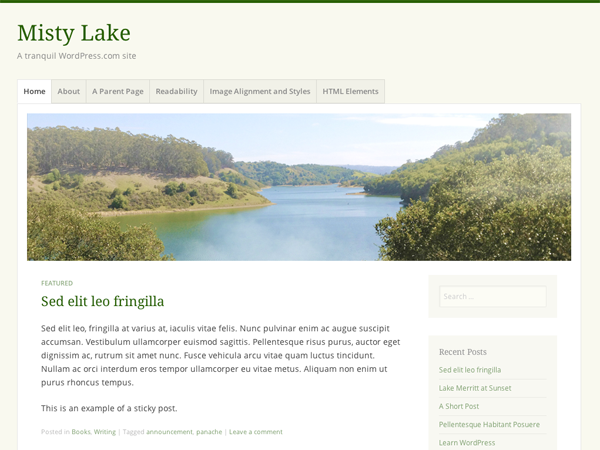 Misty Lake
A tranquil WordPress.com site
Home About A Parent Page Readability Image Alignment and Styles HTML Elements
FEATURED
Sed elit leo fringilla
Sed elit leo, fringilla at varius at, iaculis vitae felis. Nunc pulvinar enim ac augue suscipit
accumsan. Vestibulum ullamcorper euismod sagittis. Pellentesque risus purus, auctor eget
dignissim ac, rutrum sit amet nunc. Fusce vehicula arcu vitae quam luctus tincidunt.
Nullam ac orci interdum eros tempor ullamcorper eu vitae metus. Aliquam non enim ut
purus rhoncus tempus.
This is an example of a sticky post.
Posted in Books, Writing | Tagged announcement, panache | Leave a comment
Search ...
Recent Posts
Sed elit leo fringilla
Lake Merritt at Sunset
A Short Post
Pellentesque Habitant Posuere
Learn WordPress